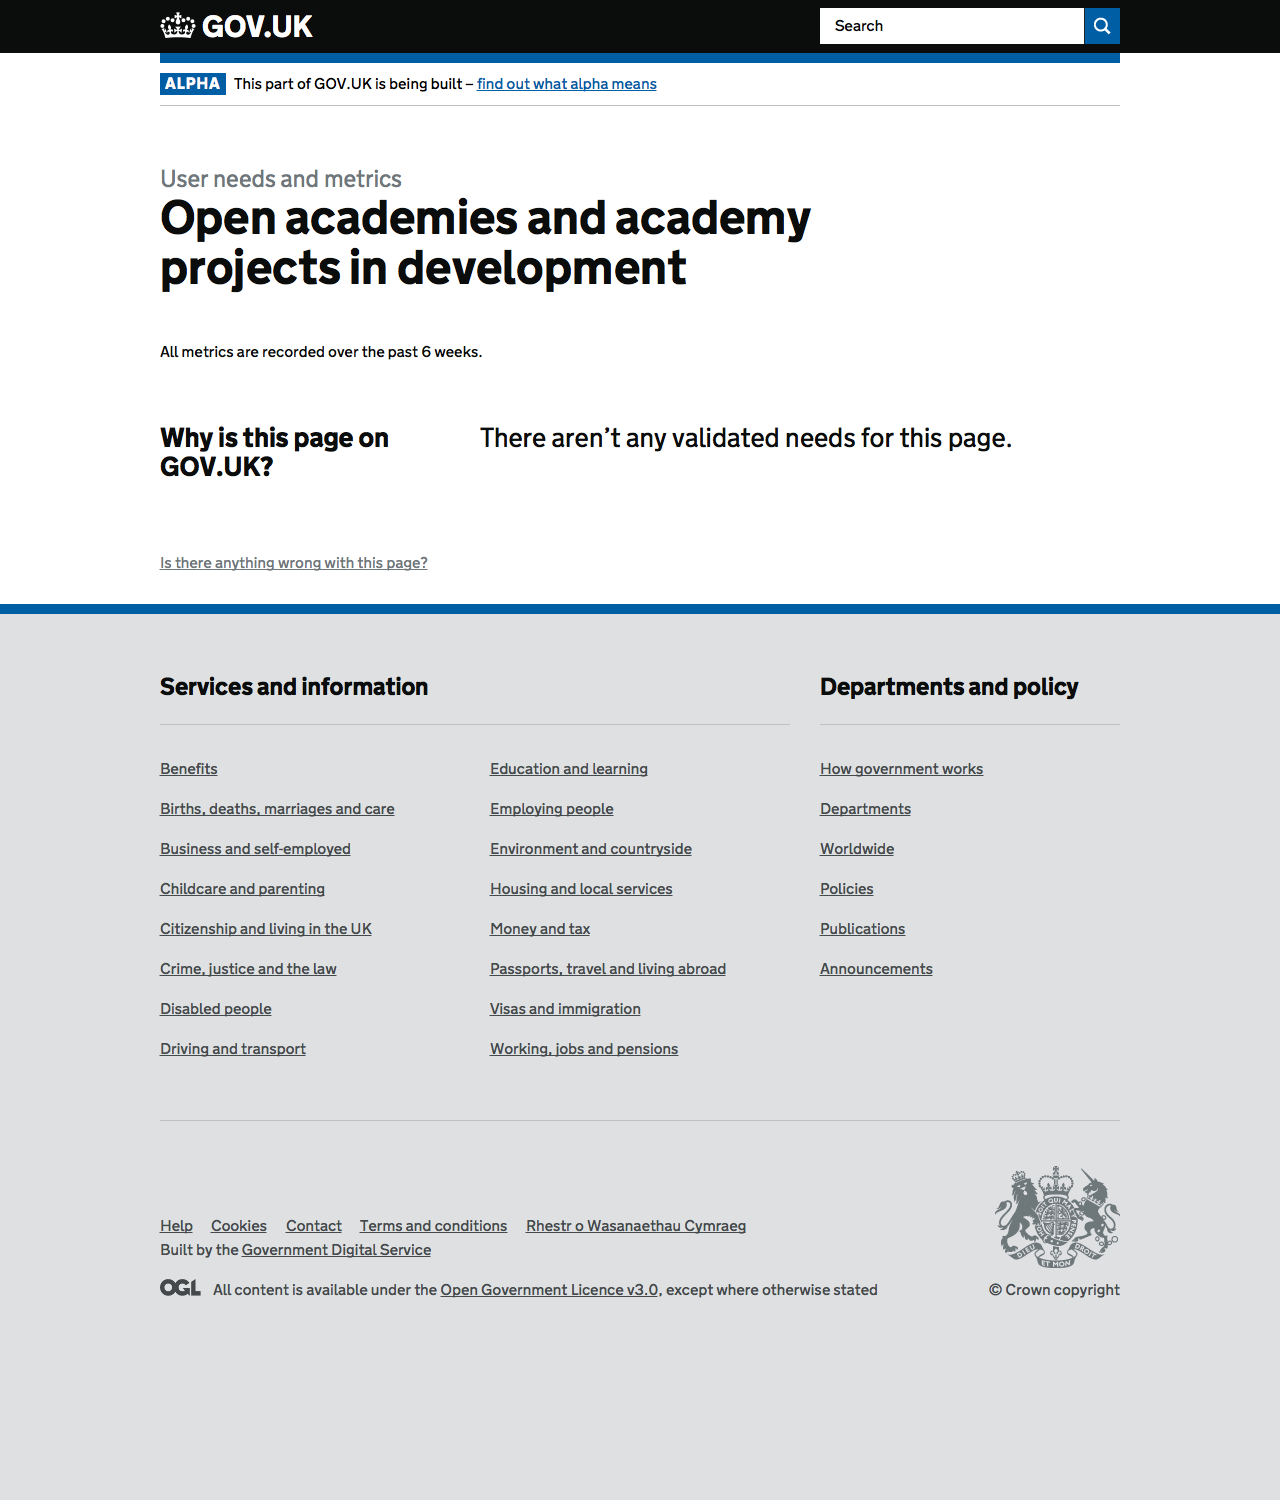 GOV.UK
Search
ALPHA This part of GOV.UK is being built – find out what alpha means
User needs and metrics
Open academies and academy
projects in development
All metrics are recorded over the past 6 weeks.
Why is this page on
GOV.UK?
There aren’t any validated needs for this page.
Is there anything wrong with this page?
Services and information
Benefits
Births, deaths, marriages and care
Business and self-employed
Childcare and parenting
Citizenship and living in the UK
Crime, justice and the law
Disabled people
Driving and transport
Education and learning
Employing people
Environment and countryside
Housing and local services
Money and tax
Passports, travel and living abroad
Visas and immigration
Working, jobs and pensions
Departments and policy
How government works
Departments
Worldwide
Policies
Publications
Announcements
Help Cookies Contact Terms and conditions Rhestr o Wasanaethau Cymraeg
Built by the Government Digital Service
OGL All content is available under the Open Government Licence v3.0, except where otherwise stated
DIEU ET MON DROIT
© Crown copyright